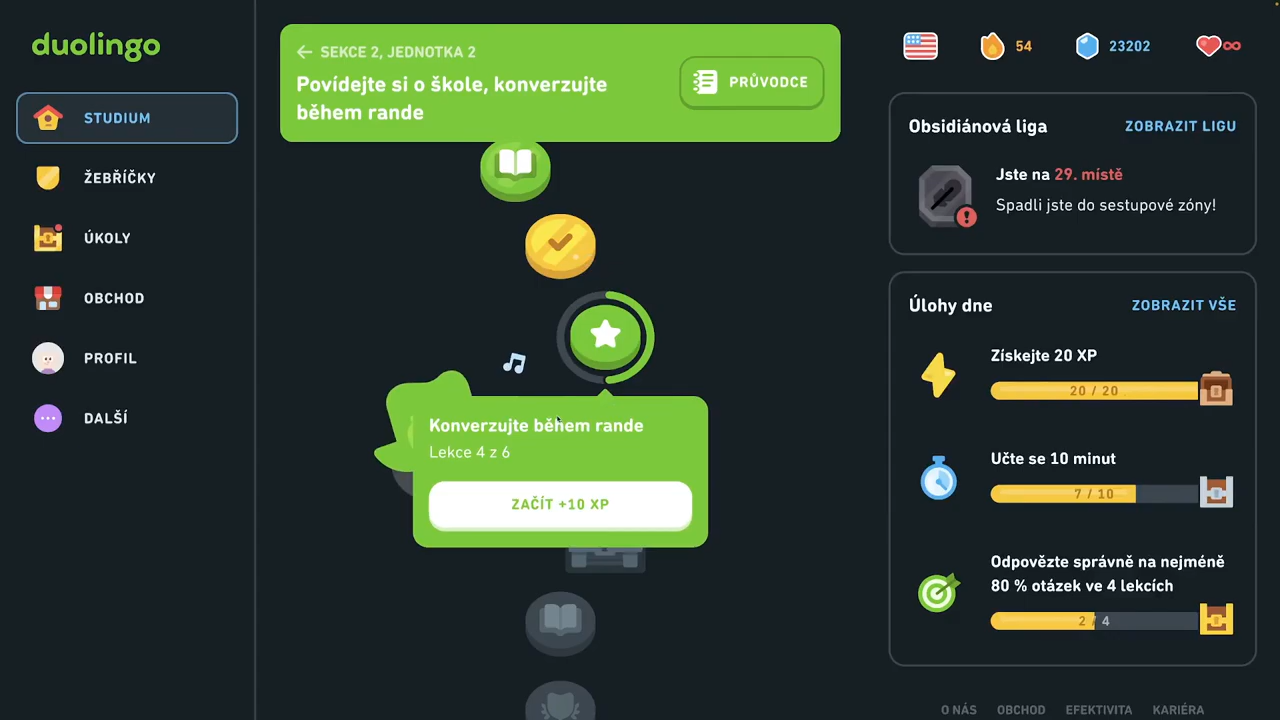 duolingo
STUDIUM
ŽEBŘÍČKY
ÚKOLY
OBCHOD
PROFIL
DALŠÍ
SEKCE 2, JEDNOTKA 2
Povídejte si o škole, konverzujte
během rande
PRŮVODCE
Konverzujte během rande
Lekce 4 z 6
ZAČÍT +10 XP
54
23202
Obsidiánová liga
ZOBRAZIT LIGU
Jste na 29. místě
Spadli jste do sestupové zóny!
Úlohy dne
ZOBRAZIT VŠE
Získejte 20 XP
20 / 20
Učte se 10 minut
7 / 10
Odpovězte správně na nejméně
80 % otázek ve 4 lekcích
2 / 4
O NÁS OBCHOD EFEKTIVITA KARIÉRA